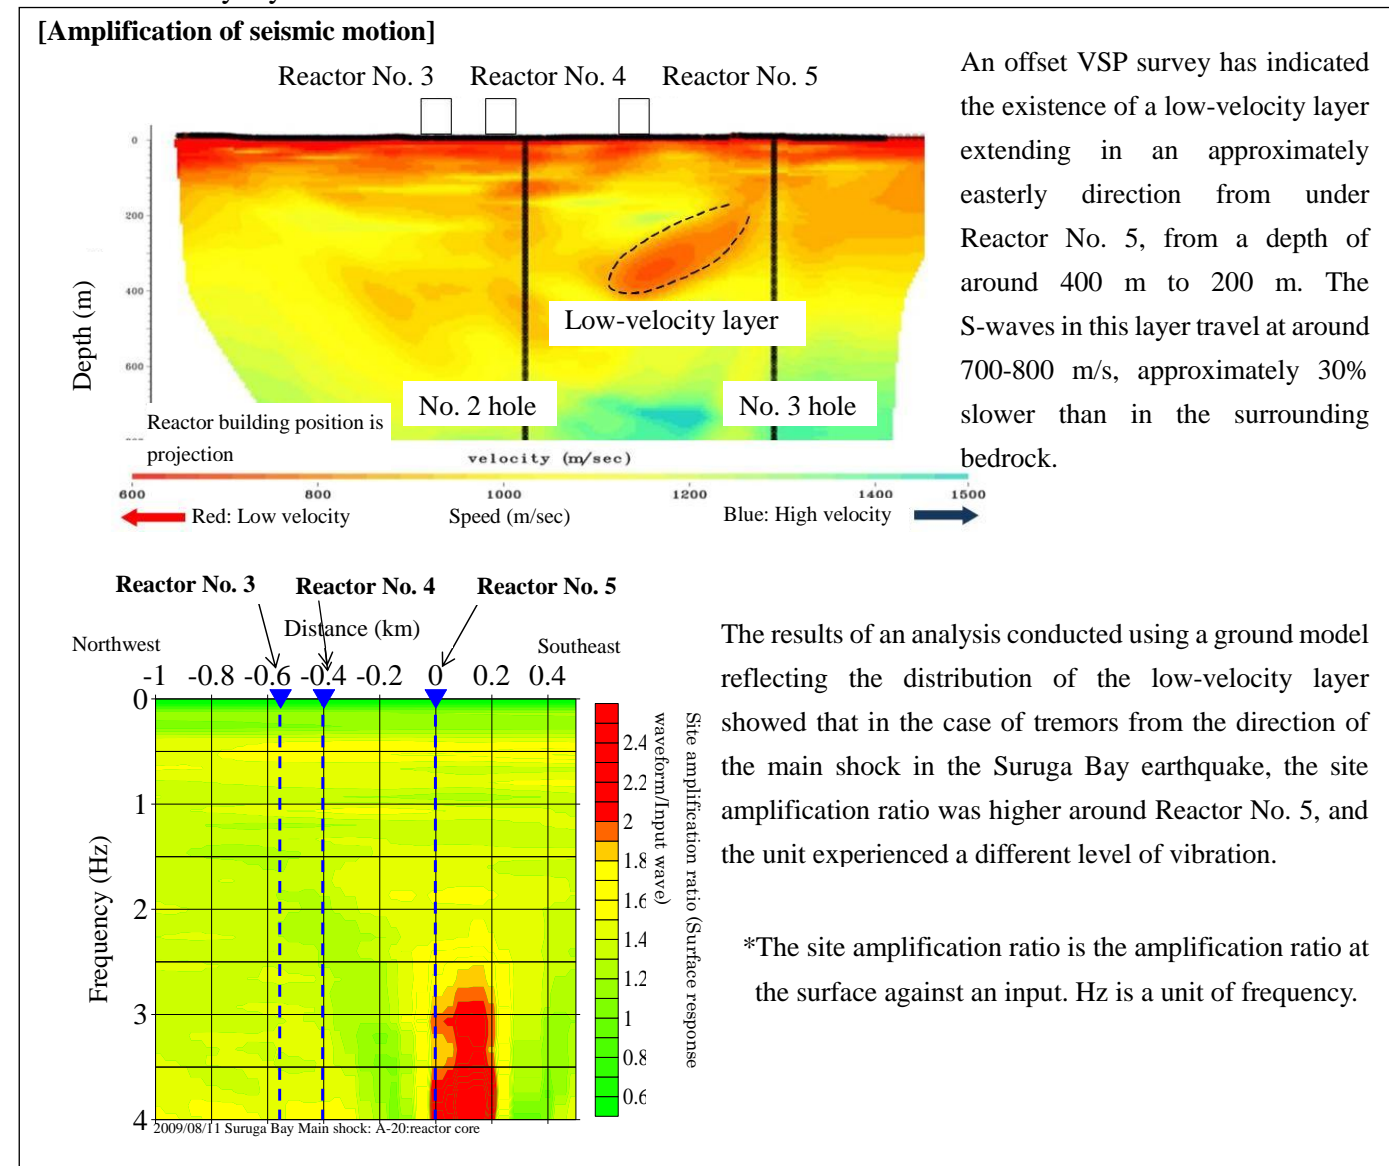 [Amplification of seismic motion]
Reactor No. 3 Reactor No. 4 Reactor No. 5
0
200
400
600
Depth (m)
Low-velocity layer
No. 2 hole
No. 3 hole
Reactor building position is
projection
velocity (m/sec)
600 800 1000 1200 1400 1500
Red: Low velocity
Speed (m/sec)
Blue: High velocity
An offset VSP survey has indicated
the existence of a low-velocity layer
extending in an approximately
easterly direction from under
Reactor No. 5, from a depth of
around 400 m to 200 m. The
S-waves in this layer travel at around
700-800 m/s, approximately 30%
slower than in the surrounding
bedrock.
Reactor No. 3 Reactor No. 4 Reactor No. 5
Distance (km)
Northwest
Southeast
-1 -0.8 -0.6 -0.4 -0.2 0 0.2 0.4
0
1
2
3
4
Frequency (Hz)
2009/08/11 Suruga Bay Main shock: A-20:reactor core
2.4
2.2
2
1.8
1.6
1.4
1.2
1
0.8
0.6
Site amplification ratio (Surface response
waveform/Input wave)
The results of an analysis conducted using a ground model
reflecting the distribution of the low-velocity layer
showed that in the case of tremors from the direction of
the main shock in the Suruga Bay earthquake, the site
amplification ratio was higher around Reactor No. 5, and
the unit experienced a different level of vibration.
*The site amplification ratio is the amplification ratio at
the surface against an input. Hz is a unit of frequency.